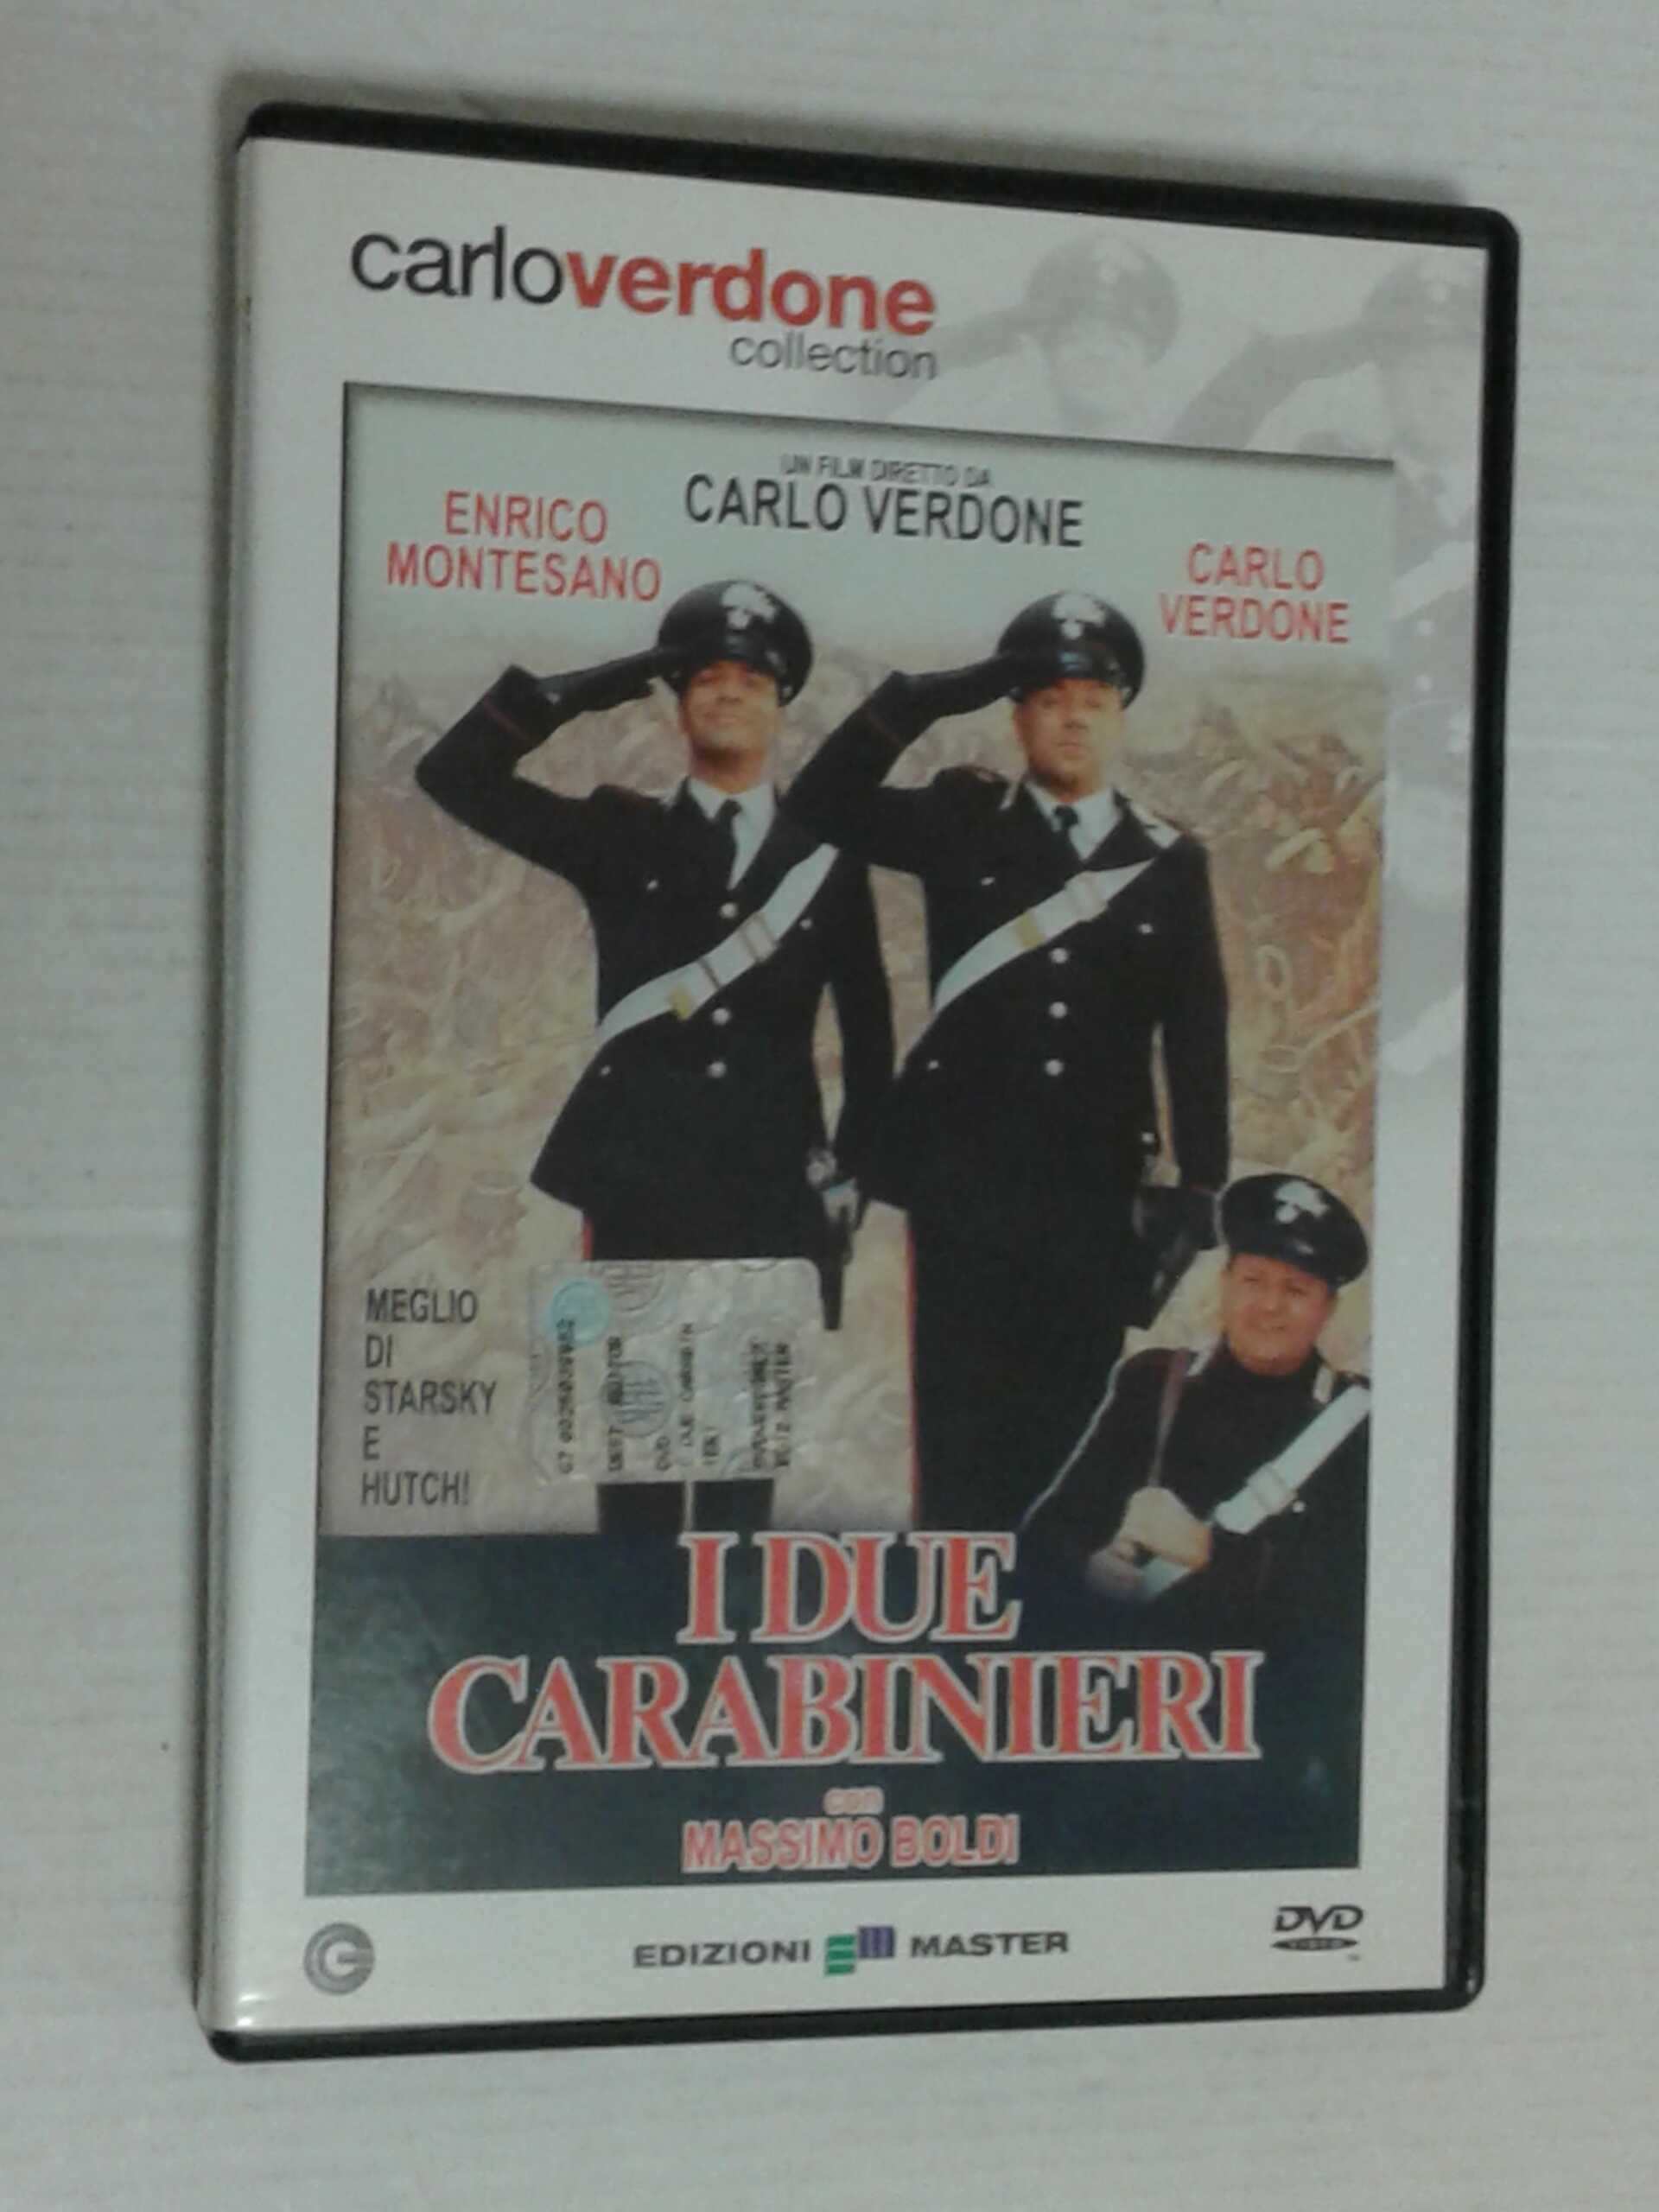 carloverdone
collection
UN FILM DIRETTO DA
CARLO VERDONE
ENRICO
MONTESANO
CARLO
VERDONE
MEGLIO
DI
STARSKY
E
HUTCH!
I DUE
CARABINIERI
con
MASSIMO BOLDI
EDIZIONI MASTER
DVD
VIDEO